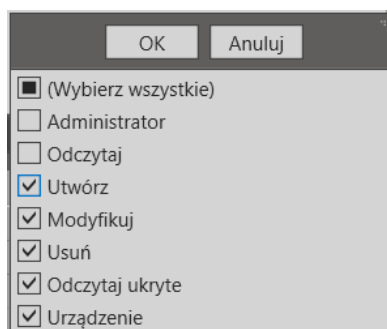 OK Anuluj
(Wybierz wszystkie)
Administrator
Odczytaj
Utwórz
Modyfikuj
Usuń
Odczytaj ukryte
Urządzenie